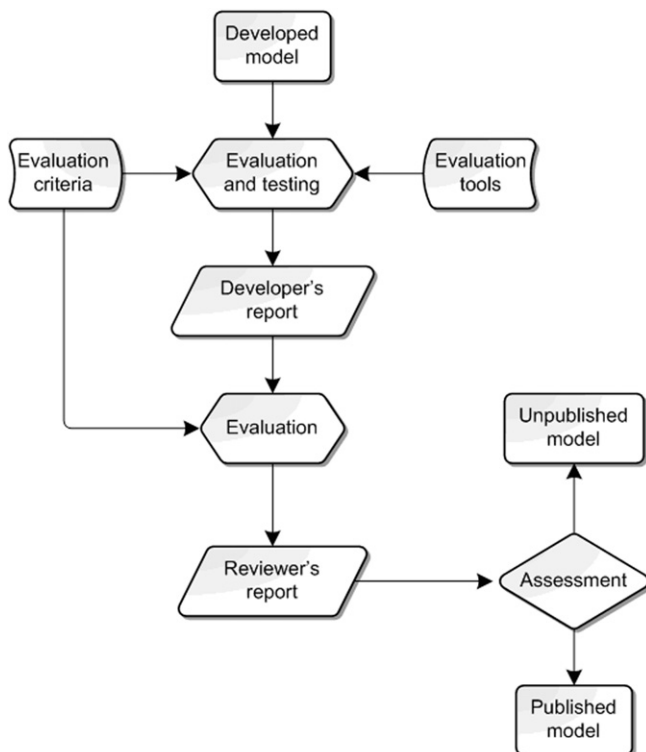 Developed
model
Evaluation
criteria
Evaluation
and testing
Evaluation
tools
Developer's
report
Evaluation
Unpublished
model
Reviewer's
report
Assessment
Published
model